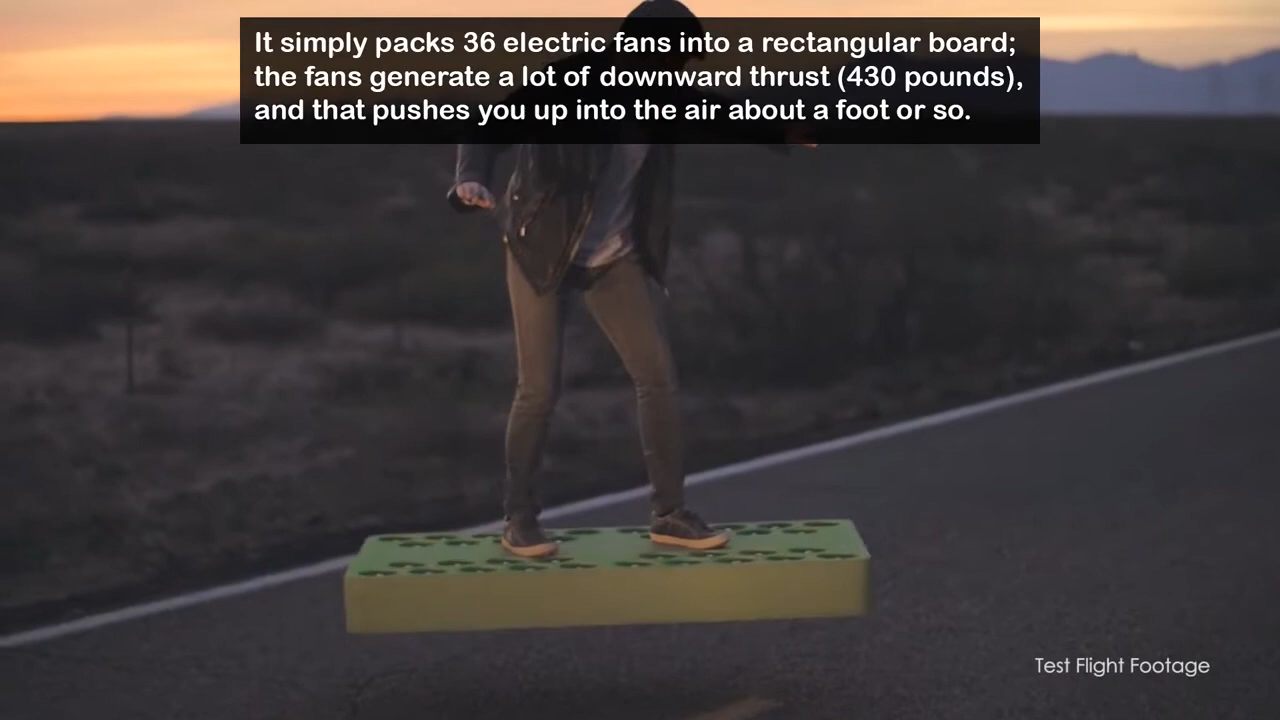 It simply packs 36 electric fans into a rectangular board;
the fans generate a lot of downward thrust (430 pounds),
and that pushes you up into the air about a foot or so.
Test Flight Footage